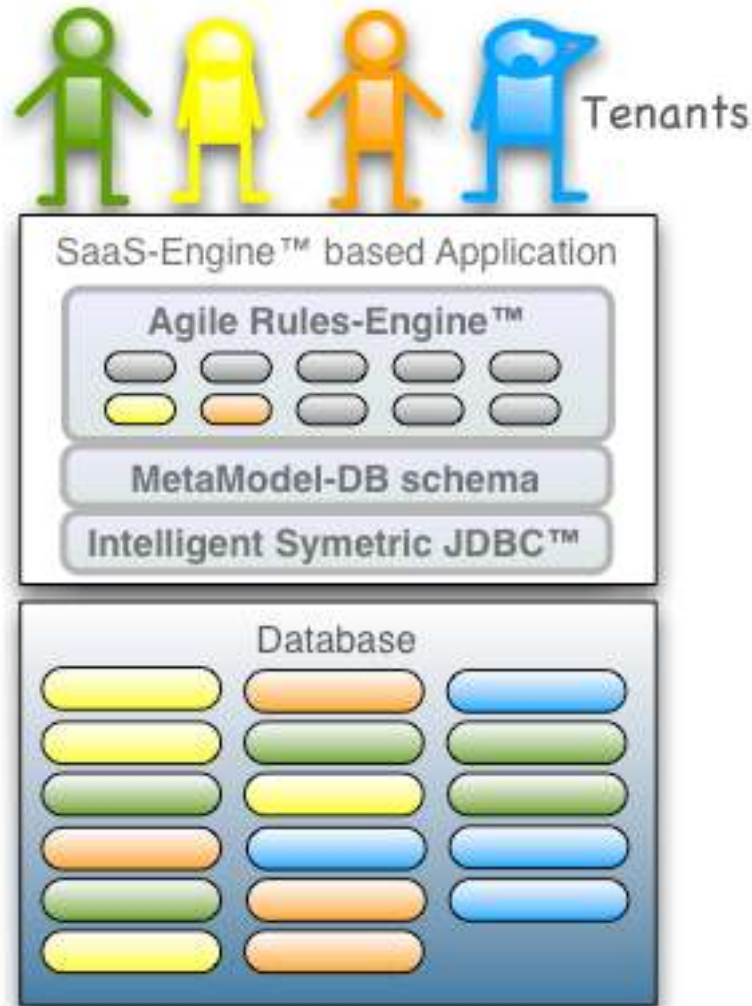 Tenants
SaaS-Engine™ based Application
Agile Rules-Engine™
MetaModel-DB schema
Intelligent Symetric JDBC™
Database